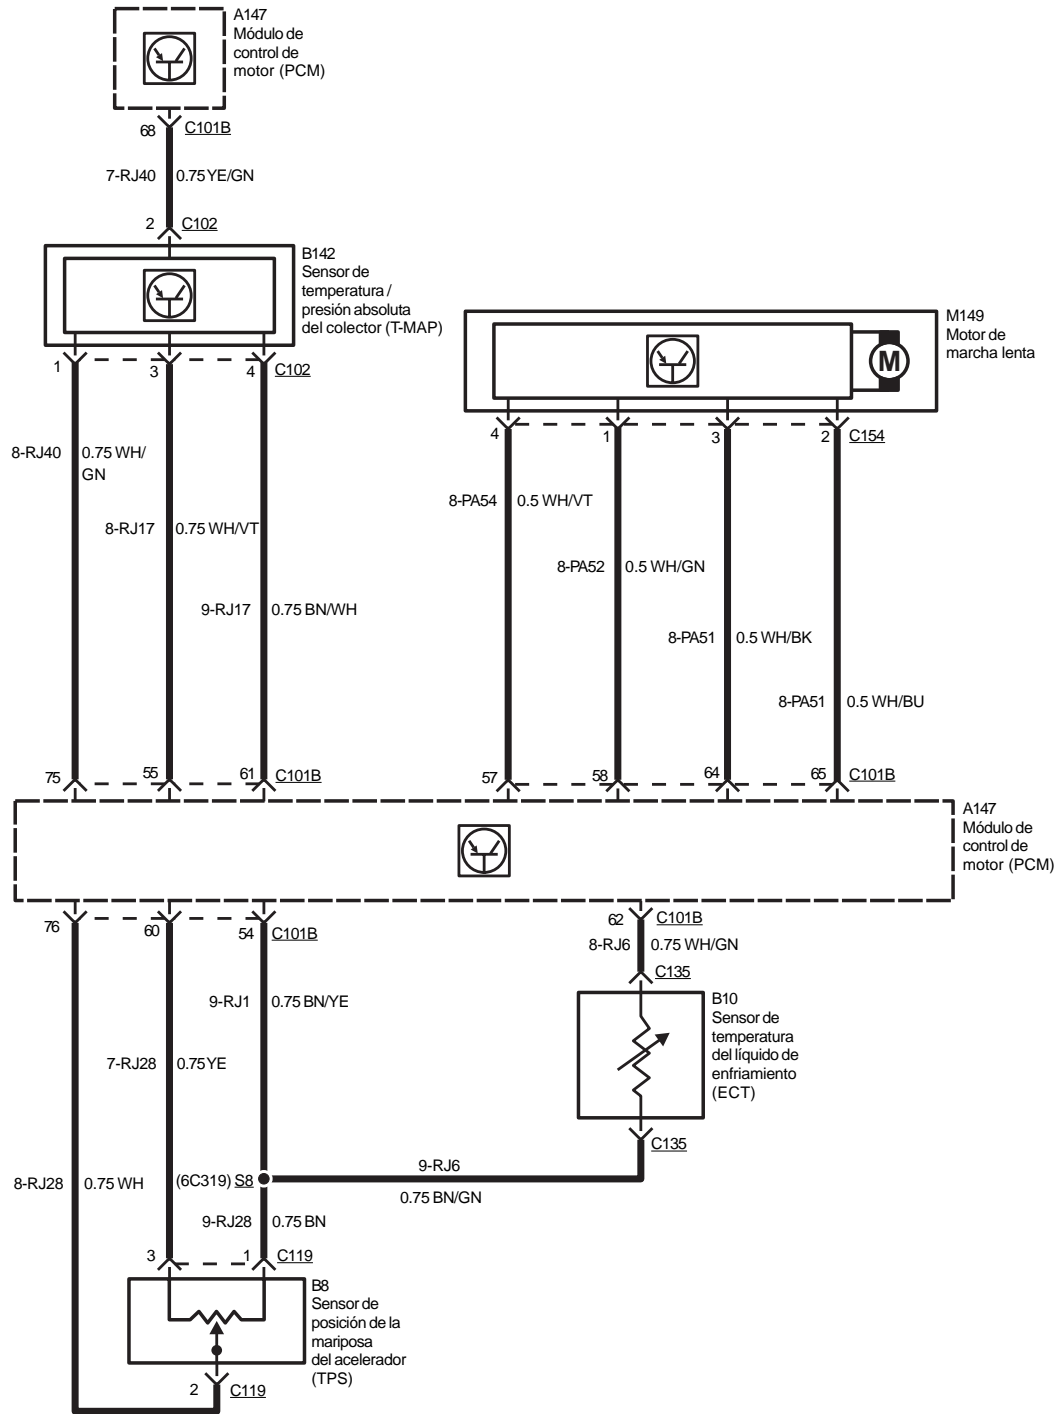 A147
Módulo de
control de
motor (PCM)
68
C101B
7-RJ40
0.75 YE/GN
2
C102
B142
Sensor de
temperatura /
presión absoluta
del colector (T-MAP)
M149
Motor de
marcha lenta
M
1
3
4
C102
4
1
3
2
C154
8-RJ40
0.75 WH/
GN
8-PA54
0.5 WH/VT
8-RJ17
0.75 WH/VT
8-PA52
0.5 WH/GN
9-RJ17
0.75 BN/WH
8-PA51
0.5 WH/BK
8-PA51
0.5 WH/BU
75
55
61
C101B
57
58
64
65
C101B
A147
Módulo de
control de
motor (PCM)
76
60
54
C101B
62
C101B
8-RJ6
0.75 WH/GN
C135
9-RJ1
0.75 BN/YE
B10
Sensor de
temperatura
del líquido de
enfriamiento
(ECT)
7-RJ28
0.75 YE
C135
9-RJ6
8-RJ28
0.75 WH
(6C319) S8
0.75 BN/GN
9-RJ28
0.75 BN
3
1
C119
B8
Sensor de
posición de la
mariposa
del acelerador
(TPS)
2
C119